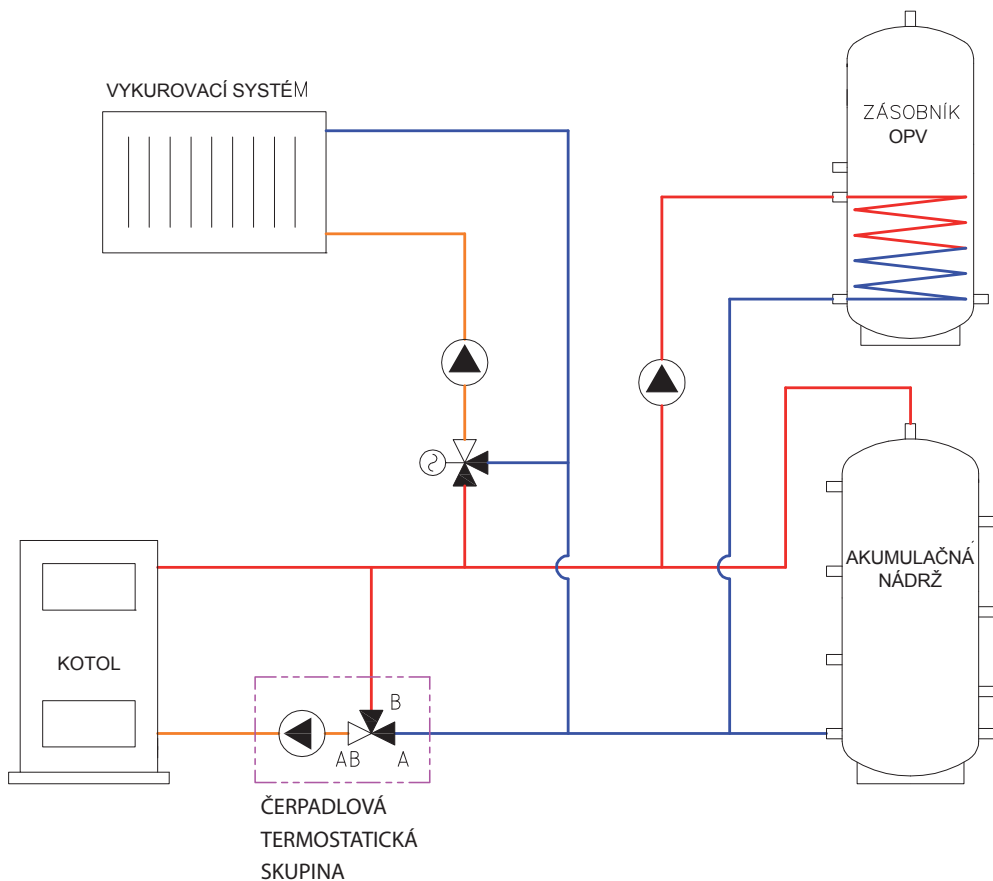 VYKUROVACÍ SYSTÉM
ZÁSOBNÍK
OPV
AKUMULAČNÁ
NÁDRŽ
KOTOL
B
AB
A
ČERPADLOVÁ
TERMOSTATICKÁ
SKUPINA